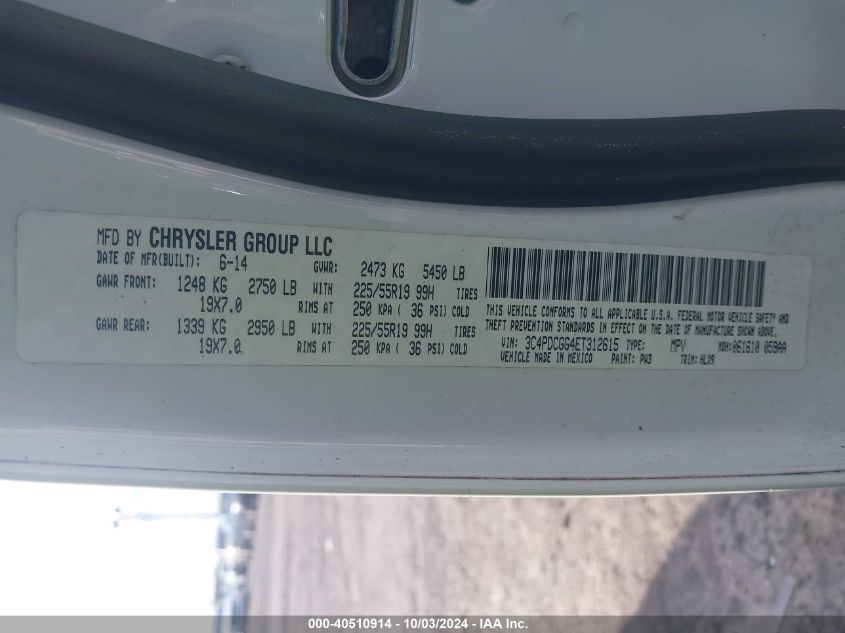 MFD BY CHRYSLER GROUP LLC
DATE OF MFR(BUILT): 6-14 GVWR: 2473 KG 5450 LB
GAWR FRONT: 1248 KG 2750 LB WITH 225/55R19 99H TIRES
19X7.0 RIMS AT 250 KPA ( 36 PSI) COLD
GAWR REAR: 1339 KG 2950 LB WITH 225/55R19 99H TIRES
19X7.0 RIMS AT 250 KPA ( 36 PSI) COLD
THIS VEHICLE CONFORMS TO ALL APPLICABLE U.S.A. FEDERAL MOTOR VEHICLE SAFETY AND
THEFT PREVENTION STANDARDS IN EFFECT ON THE DATE OF MANUFACTURE SHOWN ABOVE.
VIN: 3C4PDCGG4ET312615 TYPE: MPV MDH: 061610 059AA
VEHICLE MADE IN MEXICO PAINT: PW3 TRIM: HLX9
000-40510914 - 10/03/2024 - IAA Inc.